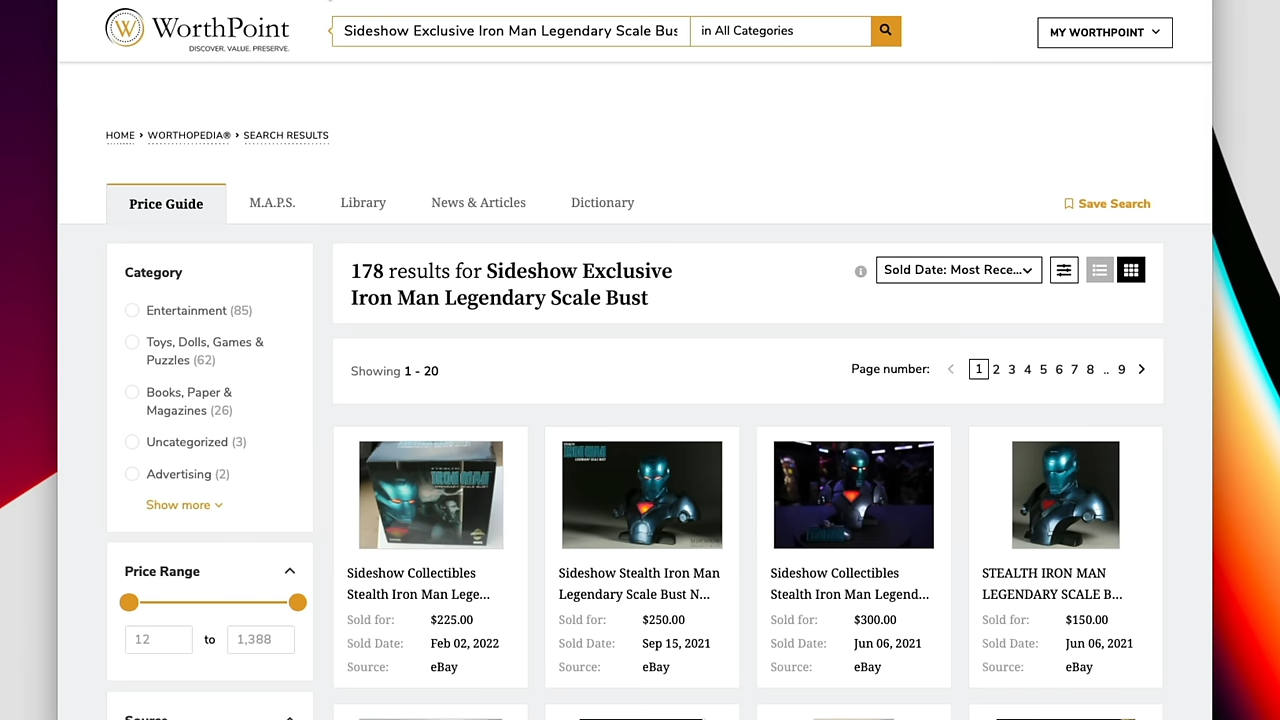 WorthPoint
DISCOVER. VALUE. PRESERVE.
Sideshow Exclusive Iron Man Legendary Scale Bus
in All Categories
MY WORTHPOINT
HOME › WORTHOPEDIA® › SEARCH RESULTS
Price Guide
M.A.P.S.
Library
News & Articles
Dictionary
Save Search
Category
Entertainment (85)
Toys, Dolls, Games &
Puzzles (62)
Books, Paper &
Magazines (26)
Uncategorized (3)
Advertising (2)
Show more
Price Range
12 to 1,388
178 results for Sideshow Exclusive
Iron Man Legendary Scale Bust
Sold Date: Most Rece...
Showing 1 - 20
Page number: 1 2 3 4 5 6 7 8 .. 9
IRON MAN
Sideshow Collectibles
Stealth Iron Man Lege...
Sold for: $225.00
Sold Date: Feb 02, 2022
Source: eBay
IRON MAN
Sideshow Stealth Iron Man
Legendary Scale Bust N...
Sold for: $250.00
Sold Date: Sep 15, 2021
Source: eBay
Sideshow Collectibles
Stealth Iron Man Legend...
Sold for: $300.00
Sold Date: Jun 06, 2021
Source: eBay
STEALTH IRON MAN
LEGENDARY SCALE B...
Sold for: $150.00
Sold Date: Jun 06, 2021
Source: eBay